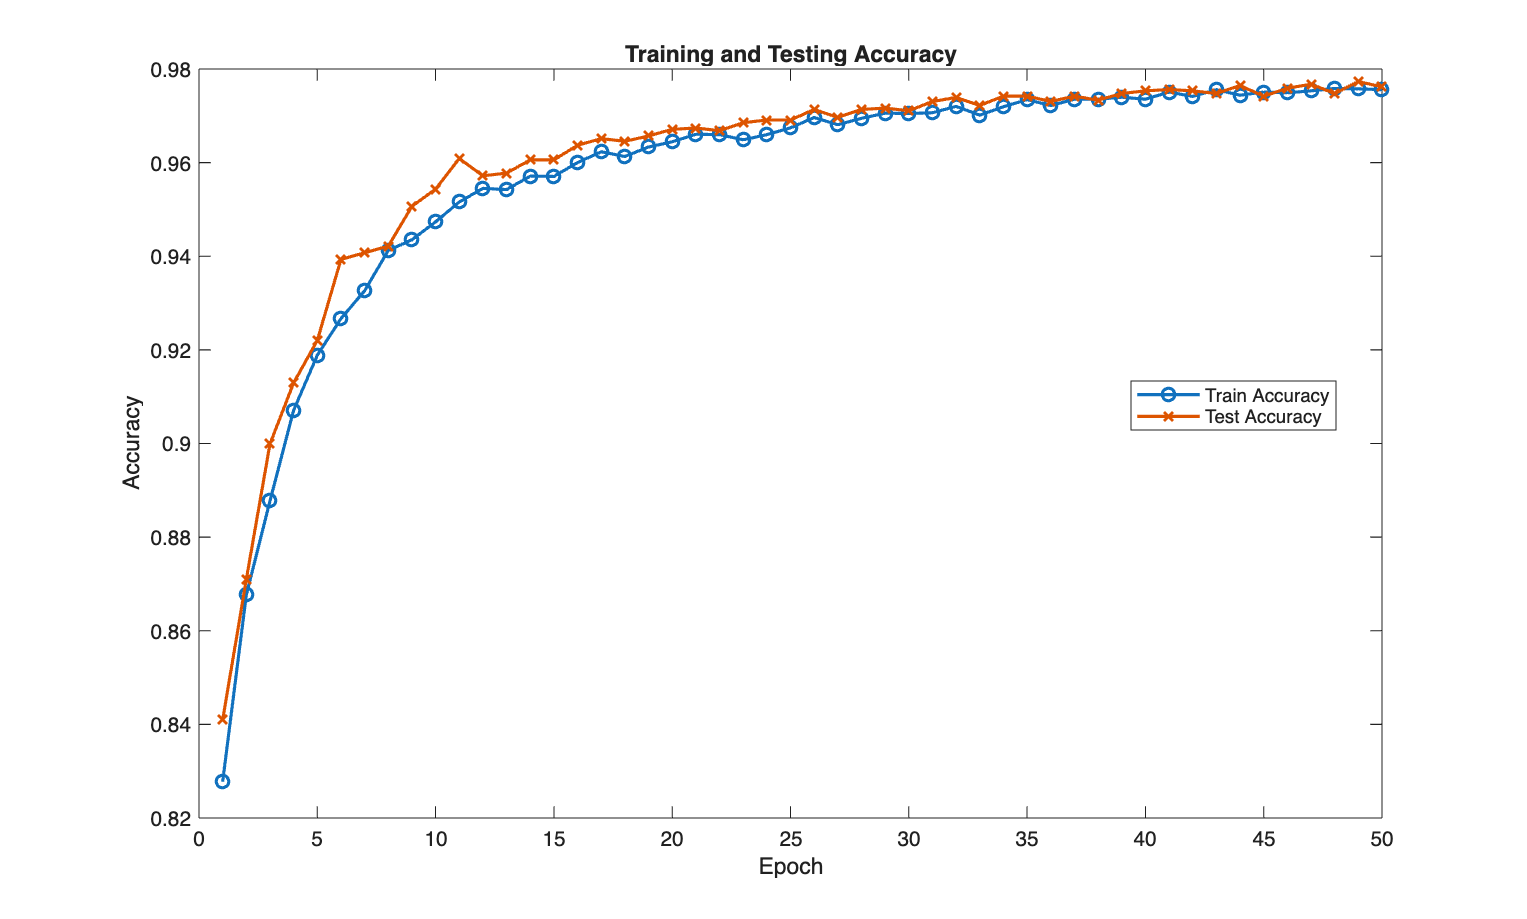 Training and Testing Accuracy
0.98
0.96
0.94
0.92
0.9
0.88
0.86
0.84
0.82
Accuracy
Train Accuracy
Test Accuracy
0 5 10 15 20 25 30 35 40 45 50
Epoch